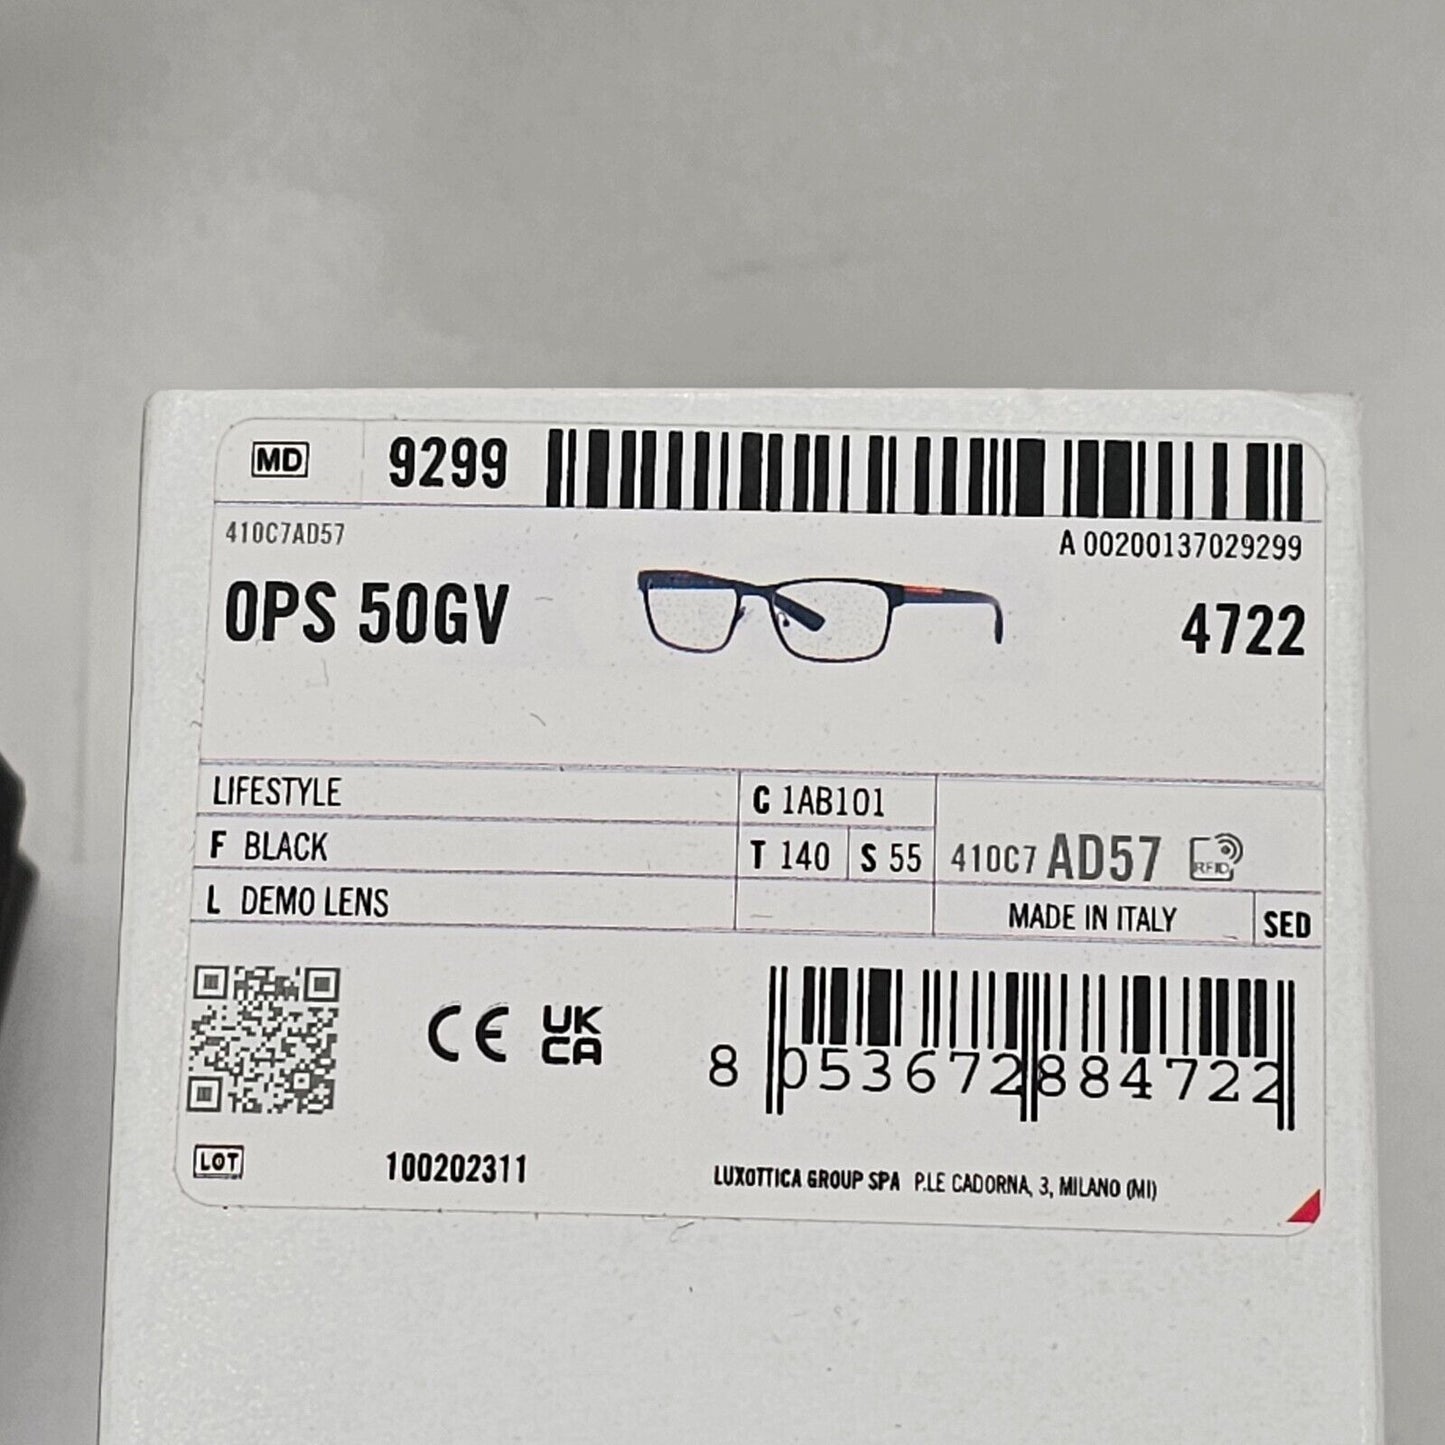 MD 9299
410C7AD57
A 00200137029299
0PS 50GV
4722
LIFESTYLE
C 1AB101
F BLACK
T 140
S 55
410C7 AD57
RFID
L DEMO LENS
MADE IN ITALY
SED
CE
UK
CA
8 053672 884722
LOT
100202311
LUXOTTICA GROUP SPA P.LE CADORNA, 3, MILANO (MI)